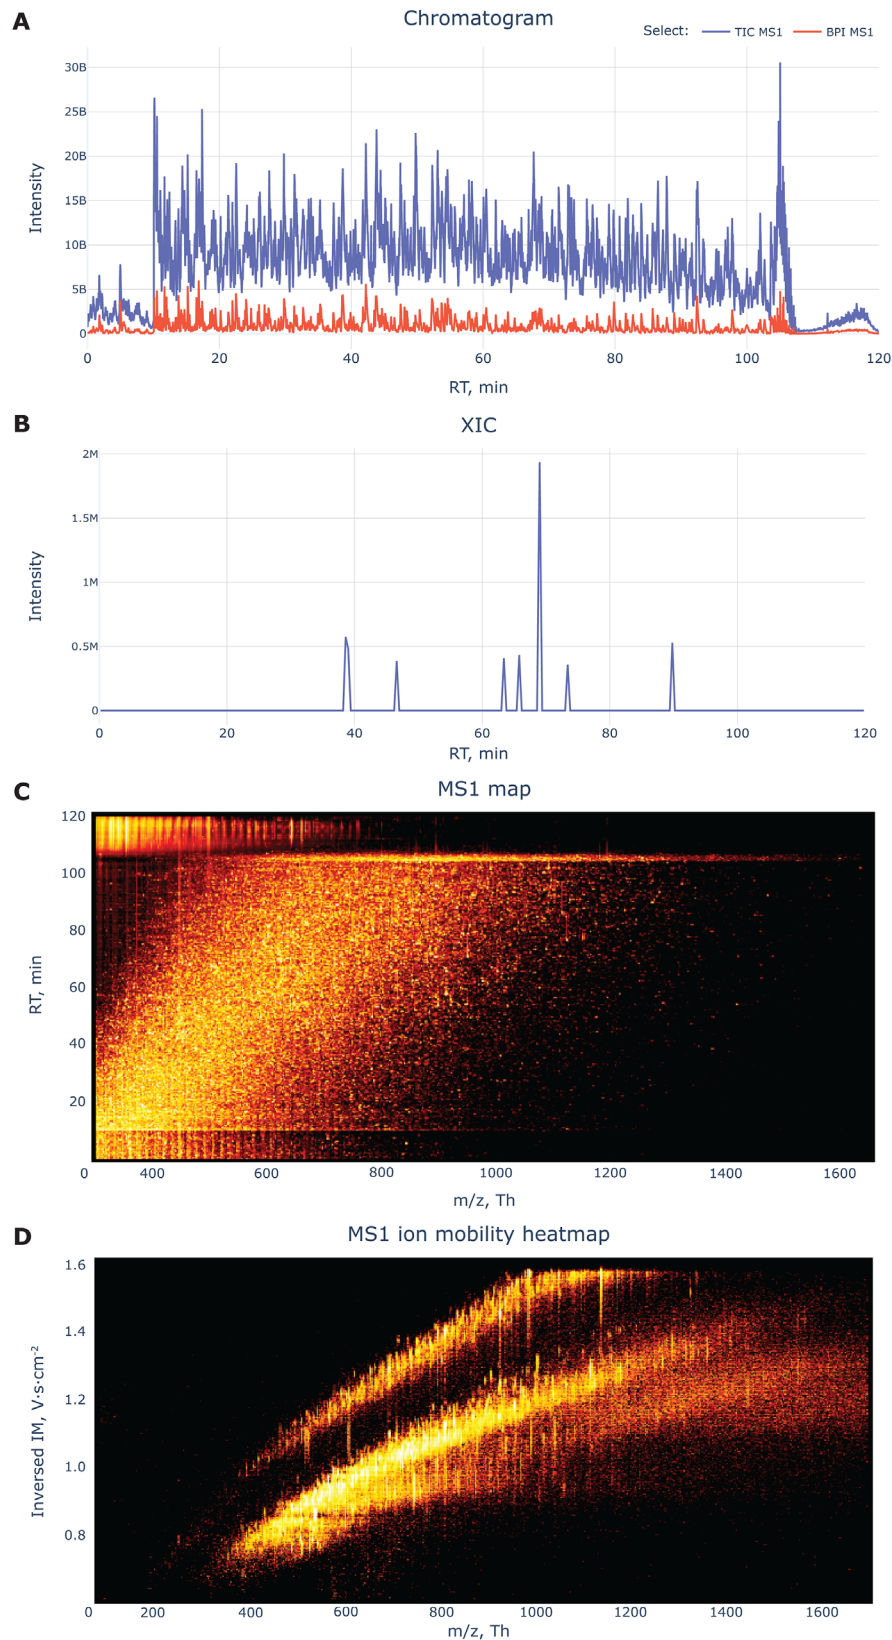 A
Chromatogram
Select: TIC MS1 BPI MS1
30B
25B
20B
15B
10B
5B
0
Intensity
0 20 40 60 80 100 120
RT, min
B
XIC
2M
1.5M
1M
0.5M
0
Intensity
0 20 40 60 80 100 120
RT, min
C
MS1 map
120
100
80
60
40
20
RT, min
0 400 600 800 1000 1200 1400 1600
m/z, Th
D
MS1 ion mobility heatmap
1.6
1.4
1.2
1.0
0.8
Inversed IM, V·s·cm⁻²
0 200 400 600 800 1000 1200 1400 1600
m/z, Th